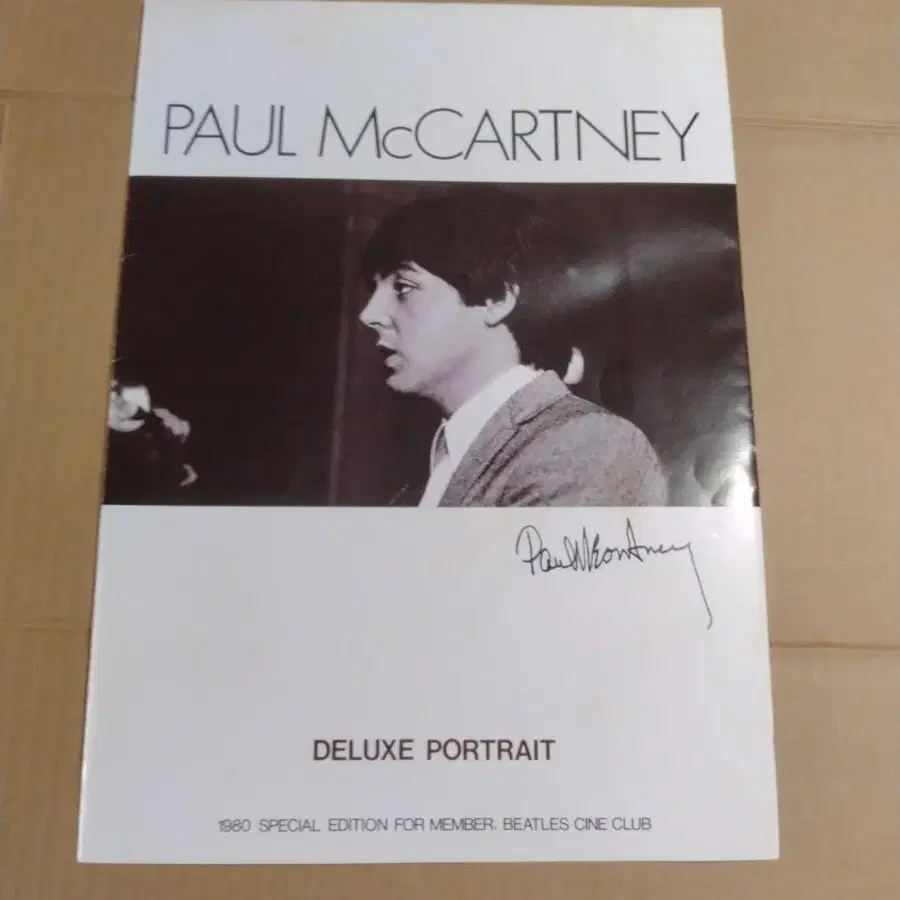 PAUL McCARTNEY
Paul McCartney
DELUXE PORTRAIT
1980 SPECIAL EDITION FOR MEMBER. BEATLES CINE CLUB